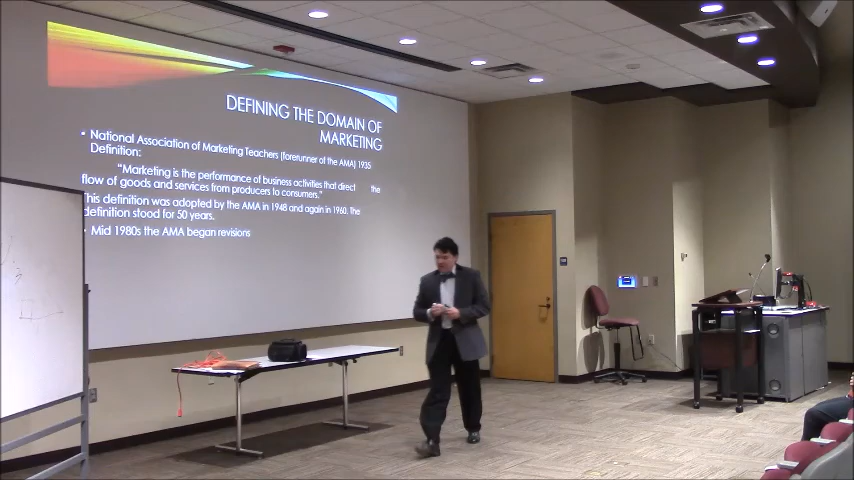 DEFINING THE DOMAIN OF
MARKETING
National Association of Marketing Teachers (forerunner of the AMA) 1935
Definition:
"Marketing is the performance of business activities that direct the
flow of goods and services from producers to consumers."
This definition was adopted by the AMA in 1948 and again in 1960. The
definition stood for 50 years.
Mid 1980s the AMA began revisions